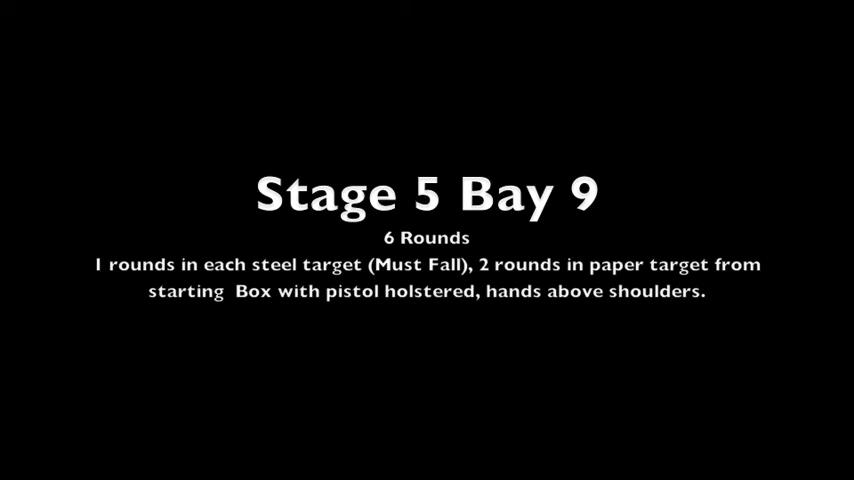 Stage 5 Bay 9
6 Rounds
1 rounds in each steel target (Must Fall), 2 rounds in paper target from
starting  Box with pistol holstered, hands above shoulders.